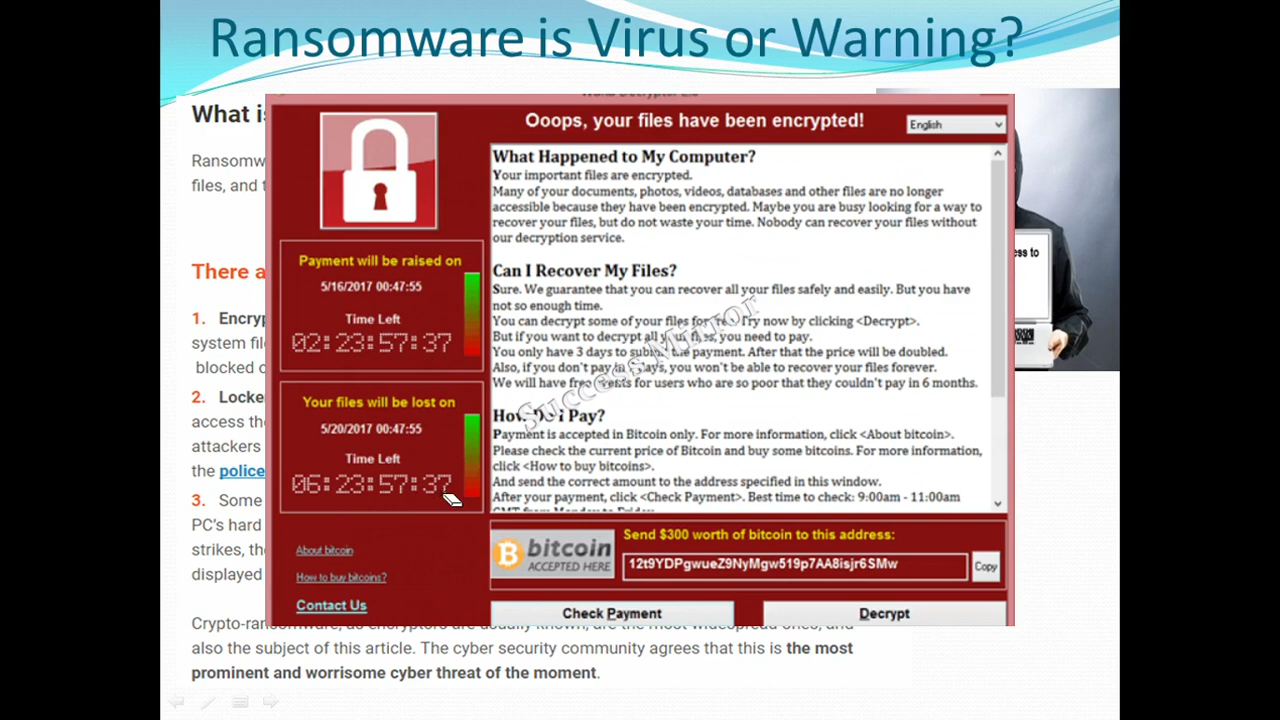 Ransomware is Virus or Warning?
What is
Ransomw
files, and t
There a
1. Encryp
system file
blocked c
2. Locke
access the
attackers
the police
3. Some
PC's hard
strikes, the
displayed
Ooops, your files have been encrypted!
English
Payment will be raised on
5/16/2017 00:47:55
Time Left
02:23:57:37
Your files will be lost on
5/20/2017 00:47:55
Time Left
06:23:57:37
About bitcoin
How to buy bitcoins?
Contact Us
What Happened to My Computer?
Your important files are encrypted.
Many of your documents, photos, videos, databases and other files are no longer
accessible because they have been encrypted. Maybe you are busy looking for a way to
recover your files, but do not waste your time. Nobody can recover your files without
our decryption service.
Can I Recover My Files?
Sure. We guarantee that you can recover all your files safely and easily. But you have
not so enough time.
You can decrypt some of your files for Try now by clicking <Decrypt>.
But if you want to decrypt all you need to pay.
You only have 3 days to the payment. After that the price will be doubled.
Also, if you don't pay you won't be able to recover your files forever.
We will have for users who are so poor that they couldn't pay in 6 months.
How Do I Pay?
Payment is accepted in Bitcoin only. For more information, click <About bitcoin>.
Please check the current price of Bitcoin and buy some bitcoins. For more information,
click <How to buy bitcoins>.
And send the correct amount to the address specified in this window.
After your payment, click <Check Payment>. Best time to check: 9:00am - 11:00am
GMT from Monday to Friday
Success Mirror
bitcoin
ACCEPTED HERE
Send $300 worth of bitcoin to this address:
12t9YDPgwueZ9NyMgw519p7AA8isjr6SMw
Copy
Check Payment
Decrypt
ess to
Crypto-ransomware, as encryptors are usually known, are the most widespread ones, and
also the subject of this article. The cyber security community agrees that this is the most
prominent and worrisome cyber threat of the moment.